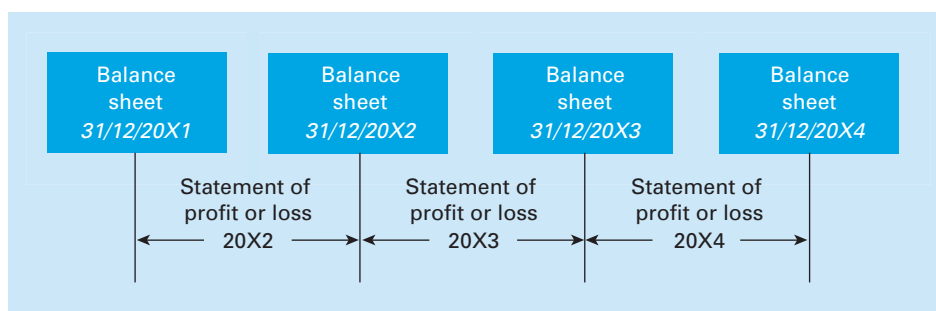 Balance
sheet
31/12/20X1
Balance
sheet
31/12/20X2
Balance
sheet
31/12/20X3
Balance
sheet
31/12/20X4
Statement of
profit or loss
20X2
Statement of
profit or loss
20X3
Statement of
profit or loss
20X4